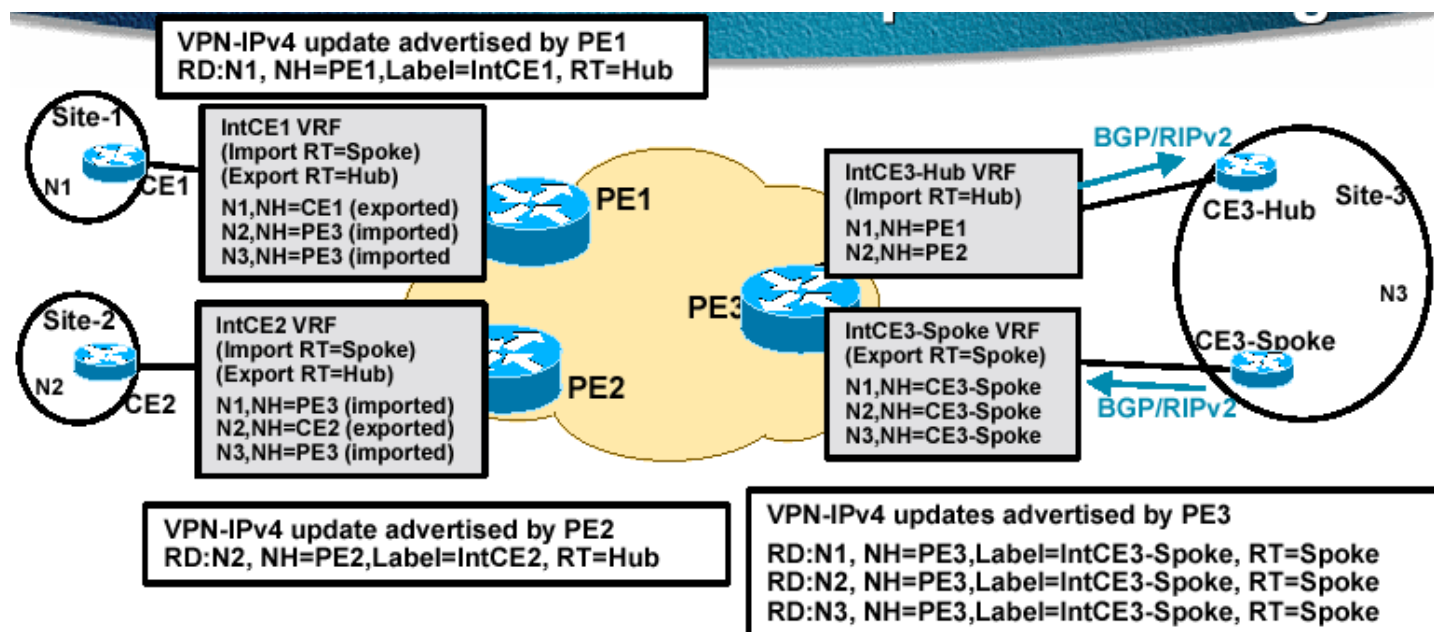 VPN-IPv4 update advertised by PE1
RD:N1, NH=PE1,Label=IntCE1, RT=Hub
Site-1
N1
CE1
IntCE1 VRF
(Import RT=Spoke)
(Export RT=Hub)
N1,NH=CE1 (exported)
N2,NH=PE3 (imported)
N3,NH=PE3 (imported
PE1
IntCE3-Hub VRF
(Import RT=Hub)
N1,NH=PE1
N2,NH=PE2
BGP/RIPv2
CE3-Hub
Site-3
N3
PE3
Site-2
N2
CE2
IntCE2 VRF
(Import RT=Spoke)
(Export RT=Hub)
N1,NH=PE3 (imported)
N2,NH=CE2 (exported)
N3,NH=PE3 (imported)
PE2
IntCE3-Spoke VRF
(Export RT=Spoke)
N1,NH=CE3-Spoke
N2,NH=CE3-Spoke
N3,NH=CE3-Spoke
CE3-Spoke
BGP/RIPv2
VPN-IPv4 update advertised by PE2
RD:N2, NH=PE2,Label=IntCE2, RT=Hub
VPN-IPv4 updates advertised by PE3
RD:N1, NH=PE3,Label=IntCE3-Spoke, RT=Spoke
RD:N2, NH=PE3,Label=IntCE3-Spoke, RT=Spoke
RD:N3, NH=PE3,Label=IntCE3-Spoke, RT=Spoke